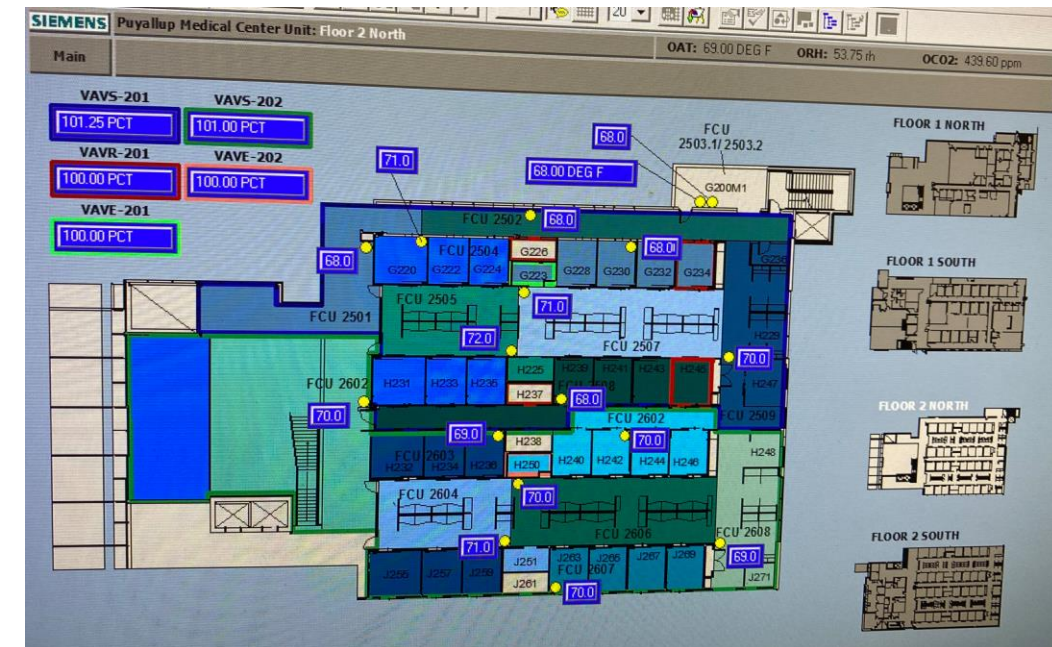 20
SIEMENS Puyallup Medical Center Unit: Floor 2 North
Main
OAT: 69.00 DEG F ORH: 53.75 rh OCO2: 439.60 ppm
VAVS-201 VAVS-202
101.25 PCT 101.00 PCT
VAVR-201 VAVE-202
100.00 PCT 100.00 PCT
VAVE-201
100.00 PCT
71.0
68.0
68.00 DEG F
FCU
2503.1/ 2503.2
G200M1
FLOOR 1 NORTH
FCU 2502 68.0
68.0
FCU 2504
G220 G222 G224
G226
G223
G228 G230 G232 G234
68.0
G236
FCU 2501
FCU 2505
71.0
72.0
FCU 2507
FLOOR 1 SOUTH
70.0
H229
H247
FCU 2602
70.0
H231 H233 H235
H225
H237
H239 H241 H243 H245
2608
68.0
FCU 2602
FCU 2509
FLOOR 2 NORTH
69.0
FCU 2603
H232 H234 H236
H238
H250
H240 H242 H244 H246
70.0
H248
FCU 2604
70.0
FCU 2606
FCU 2608
FLOOR 2 SOUTH
71.0
69.0
J255 J257 J259
J251
J261
J263 J265 J267 J269
FCU 2607
70.0
J271